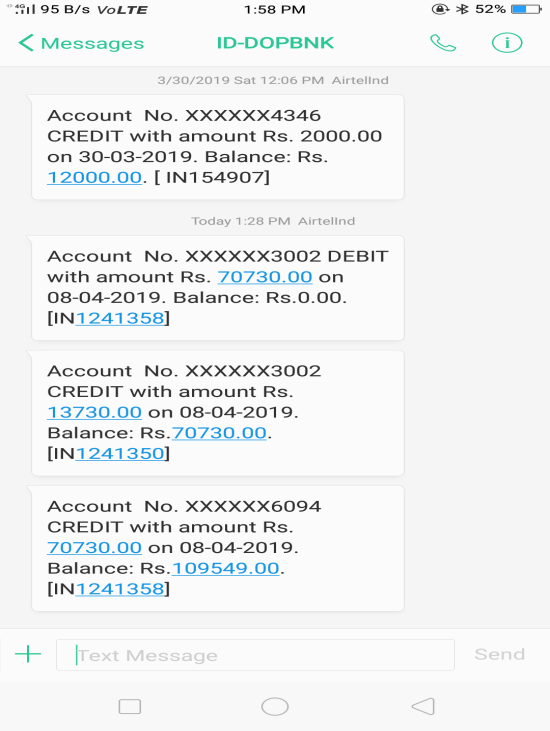 4G 95 B/s VoLTE 1:58 PM 52%
Messages ID-DOPBNK
3/30/2019 Sat 12:06 PM AirtelInd
Account No. XXXXXX4346
CREDIT with amount Rs. 2000.00
on 30-03-2019. Balance: Rs.
12000.00. [ IN154907]
Today 1:28 PM AirtelInd
Account No. XXXXXX3002 DEBIT
with amount Rs. 70730.00 on
08-04-2019. Balance: Rs.0.00.
[IN1241358]
Account No. XXXXXX3002
CREDIT with amount Rs.
13730.00 on 08-04-2019.
Balance: Rs.70730.00.
[IN1241350]
Account No. XXXXXX6094
CREDIT with amount Rs.
70730.00 on 08-04-2019.
Balance: Rs.109549.00.
[IN1241358]
Text Message Send